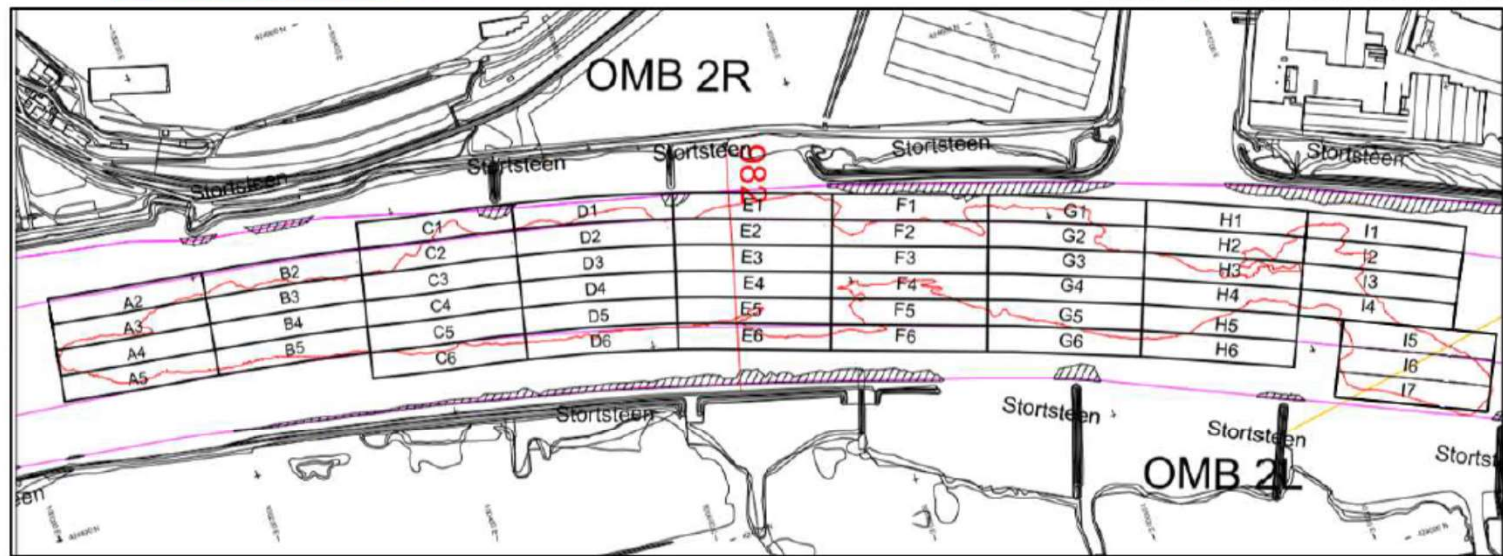 OMB 2R
Stortsteen
Stortsteen
Stortsteen
Stortsteen
Stortsteen
982
A2
A3
A4
A5
B2
B3
B4
B5
C1
C2
C3
C4
C5
C6
D1
D2
D3
D4
D5
D6
E1
E2
E3
E4
E5
E6
F1
F2
F3
F4
F5
F6
G1
G2
G3
G4
G5
G6
H1
H2
H3
H4
H5
H6
I1
I2
I3
I4
I5
I6
I7
Stortsteen
Stortsteen
Stortsteen
Stortst
een
OMB 2L